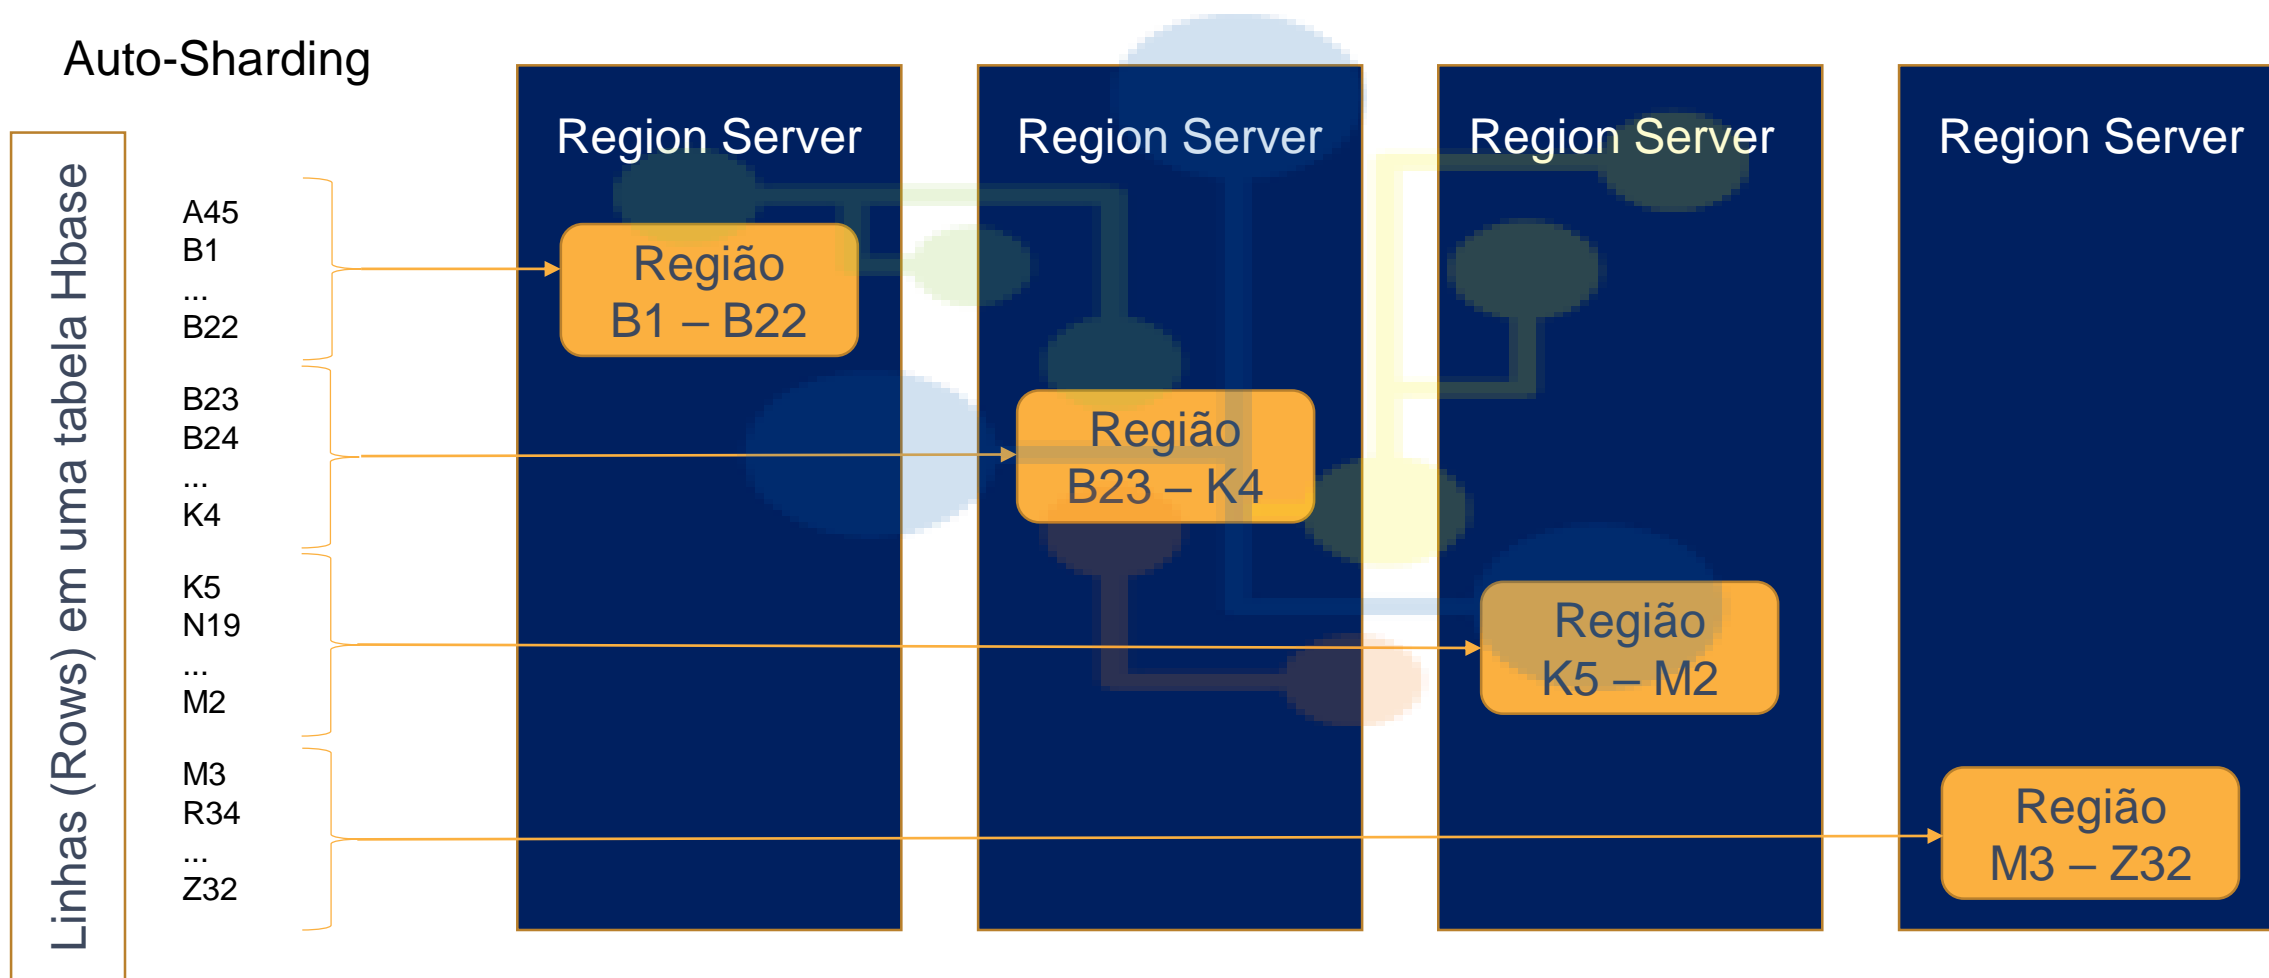 Auto-Sharding
Linhas (Rows) em uma tabela Hbase
A45
B1
...
B22
B23
B24
...
K4
K5
N19
...
M2
M3
R34
...
Z32
Region Server
Região
B1 – B22
Region Server
Região
B23 – K4
Region Server
Região
K5 – M2
Region Server
Região
M3 – Z32